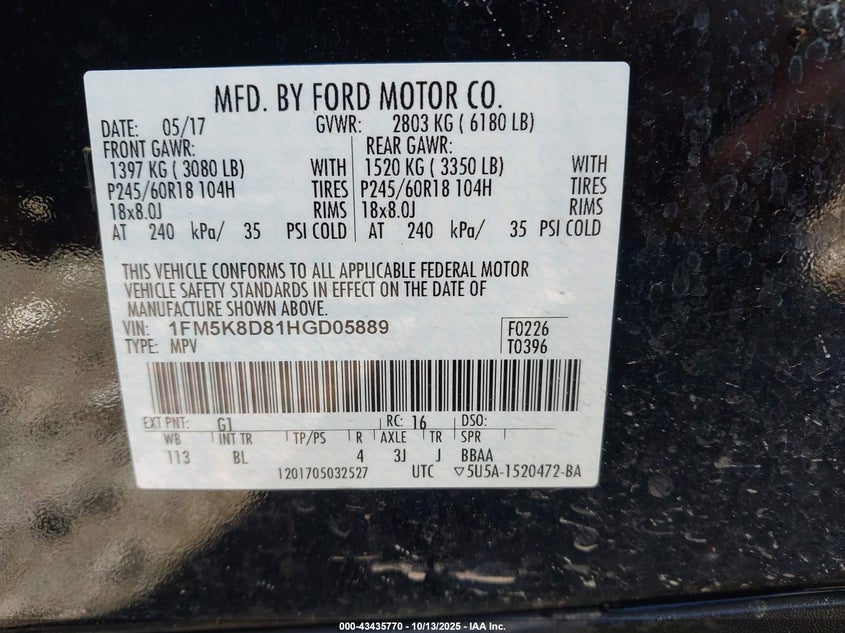 MFD. BY FORD MOTOR CO.
DATE: 05/17 GVWR: 2803 KG ( 6180 LB)
FRONT GAWR: REAR GAWR:
1397 KG ( 3080 LB) WITH 1520 KG ( 3350 LB) WITH
P245/60R18 104H TIRES P245/60R18 104H TIRES
18x8.0J RIMS 18x8.0J RIMS
AT 240 kPa/ 35 PSI COLD AT 240 kPa/ 35 PSI COLD
THIS VEHICLE CONFORMS TO ALL APPLICABLE FEDERAL MOTOR
VEHICLE SAFETY STANDARDS IN EFFECT ON THE DATE OF
MANUFACTURE SHOWN ABOVE.
VIN: 1FM5K8D81HGD05889 F0226
TYPE: MPV T0396
EXT PNT: G1 RC: 16 DSO:
WB INT TR TP/PS R AXLE TR SPR
113 BL 4 3J J BBAA
1201705032527 UTC ▽5U5A-1520472-BA
000-43435770 - 10/13/2025 - IAA Inc.